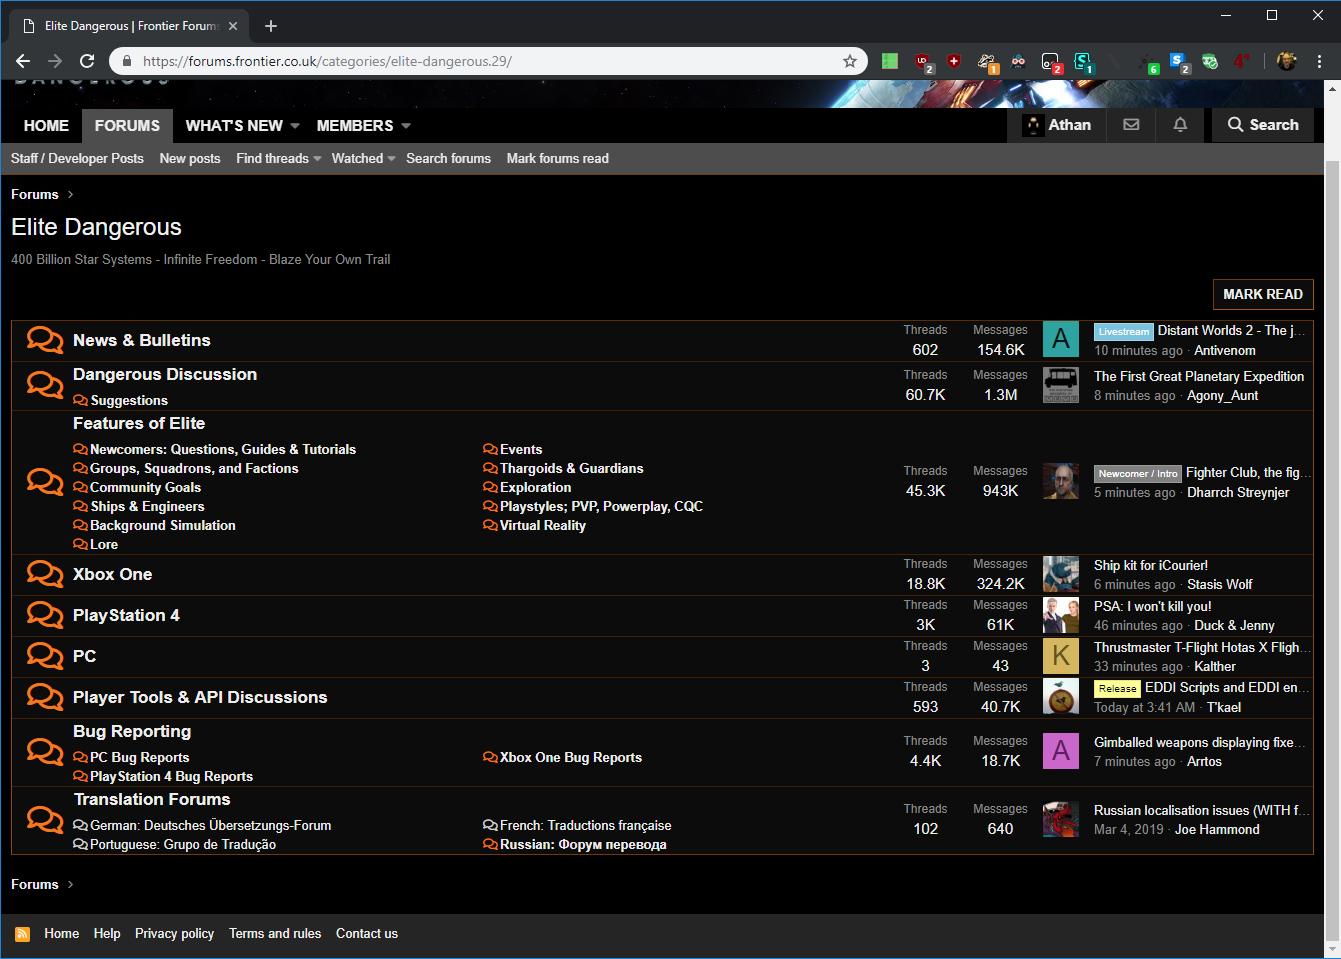 Elite Dangerous | Frontier Forum
https://forums.frontier.co.uk/categories/elite-dangerous.29/
2
1
2
1
6
2
4"
DANGEROUS
HOME FORUMS WHAT'S NEW MEMBERS Athan Search
Staff / Developer Posts New posts Find threads Watched Search forums Mark forums read
Forums
Elite Dangerous
400 Billion Star Systems - Infinite Freedom - Blaze Your Own Trail
MARK READ
News & Bulletins
Threads Messages
602 154.6K
A
Livestream Distant Worlds 2 - The j...
10 minutes ago · Antivenom
Dangerous Discussion
Suggestions
Threads Messages
60.7K 1.3M
The First Great Planetary Expedition
8 minutes ago · Agony_Aunt
Features of Elite
Newcomers: Questions, Guides & Tutorials Events
Groups, Squadrons, and Factions Thargoids & Guardians
Community Goals Exploration
Ships & Engineers Playstyles; PVP, Powerplay, CQC
Background Simulation Virtual Reality
Lore
Threads Messages
45.3K 943K
Newcomer / Intro Fighter Club, the fig...
5 minutes ago · Dharrch Streynjer
Xbox One
Threads Messages
18.8K 324.2K
Ship kit for iCourier!
6 minutes ago · Stasis Wolf
PlayStation 4
Threads Messages
3K 61K
PSA: I won't kill you!
46 minutes ago · Duck & Jenny
PC
Threads Messages
3 43
K
Thrustmaster T-Flight Hotas X Fligh...
33 minutes ago · Kalther
Player Tools & API Discussions
Threads Messages
593 40.7K
Release EDDI Scripts and EDDI en...
Today at 3:41 AM · T'kael
Bug Reporting
PC Bug Reports Xbox One Bug Reports
PlayStation 4 Bug Reports
Threads Messages
4.4K 18.7K
A
Gimballed weapons displaying fixe...
7 minutes ago · Arrtos
Translation Forums
German: Deutsches Übersetzungs-Forum French: Traductions française
Portuguese: Grupo de Tradução Russian: Форум перевода
Threads Messages
102 640
Russian localisation issues (WITH f...
Mar 4, 2019 · Joe Hammond
Forums
Home Help Privacy policy Terms and rules Contact us